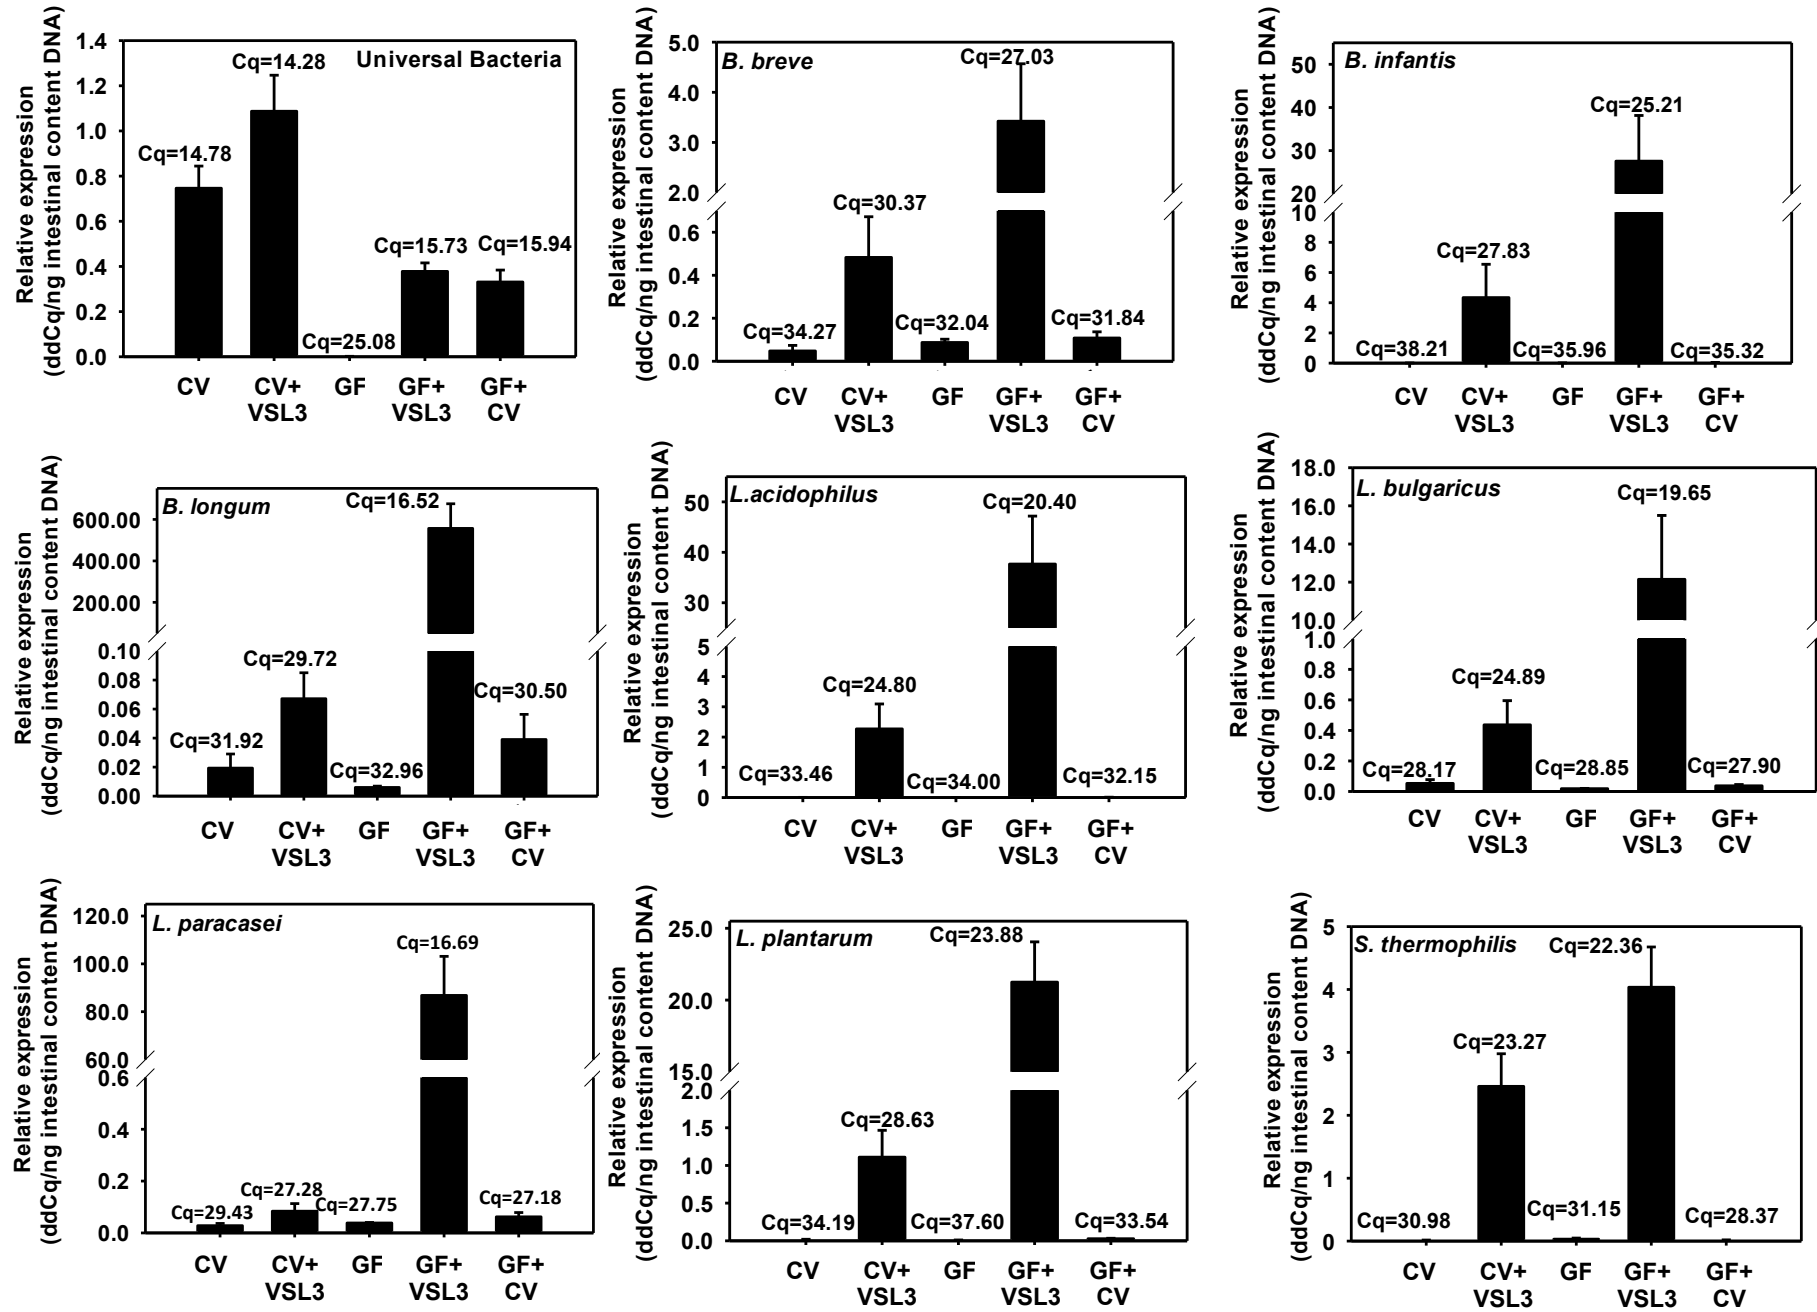 Relative expression
(ddCq/ng intestinal content DNA)
Universal Bacteria
1.4
1.2
1.0
0.8
0.6
0.4
0.2
0.0
Cq=14.78
Cq=14.28
Cq=25.08
Cq=15.73
Cq=15.94
CV
CV+
VSL3
GF
GF+
VSL3
GF+
CV
Relative expression
(ddCq/ng intestinal content DNA)
B. breve
5.0
4.0
3.0
2.0
0.6
0.4
0.2
0.0
Cq=34.27
Cq=30.37
Cq=32.04
Cq=27.03
Cq=31.84
CV
CV+
VSL3
GF
GF+
VSL3
GF+
CV
Relative expression
(ddCq/ng intestinal content DNA)
B. infantis
50
40
30
20
10
8
6
4
2
0
Cq=38.21
Cq=27.83
Cq=35.96
Cq=25.21
Cq=35.32
CV
CV+
VSL3
GF
GF+
VSL3
GF+
CV
Relative expression
(ddCq/ng intestinal content DNA)
B. longum
600.00
400.00
200.00
0.10
0.08
0.06
0.04
0.02
0.00
Cq=31.92
Cq=29.72
Cq=32.96
Cq=16.52
Cq=30.50
CV
CV+
VSL3
GF
GF+
VSL3
GF+
CV
Relative expression
(ddCq/ng intestinal content DNA)
L.acidophilus
50
40
30
5
4
3
2
1
0
Cq=33.46
Cq=24.80
Cq=34.00
Cq=20.40
Cq=32.15
CV
CV+
VSL3
GF
GF+
VSL3
GF+
CV
Relative expression
(ddCq/ng intestinal content DNA)
L. bulgaricus
18.0
16.0
14.0
12.0
10.0
1.0
0.8
0.6
0.4
0.2
0.0
Cq=28.17
Cq=24.89
Cq=28.85
Cq=19.65
Cq=27.90
CV
CV+
VSL3
GF
GF+
VSL3
GF+
CV
Relative expression
(ddCq/ng intestinal content DNA)
L. paracasei
120.0
100.0
80.0
60.0
0.6
0.4
0.2
0.0
Cq=29.43
Cq=27.28
Cq=27.75
Cq=16.69
Cq=27.18
CV
CV+
VSL3
GF
GF+
VSL3
GF+
CV
Relative expression
(ddCq/ng intestinal content DNA)
L. plantarum
25.0
20.0
15.0
2.0
1.5
1.0
0.5
0.0
Cq=34.19
Cq=28.63
Cq=37.60
Cq=23.88
Cq=33.54
CV
CV+
VSL3
GF
GF+
VSL3
GF+
CV
Relative expression
(ddCq/ng intestinal content DNA)
S. thermophilis
5
4
3
2
1
0
Cq=30.98
Cq=23.27
Cq=31.15
Cq=22.36
Cq=28.37
CV
CV+
VSL3
GF
GF+
VSL3
GF+
CV